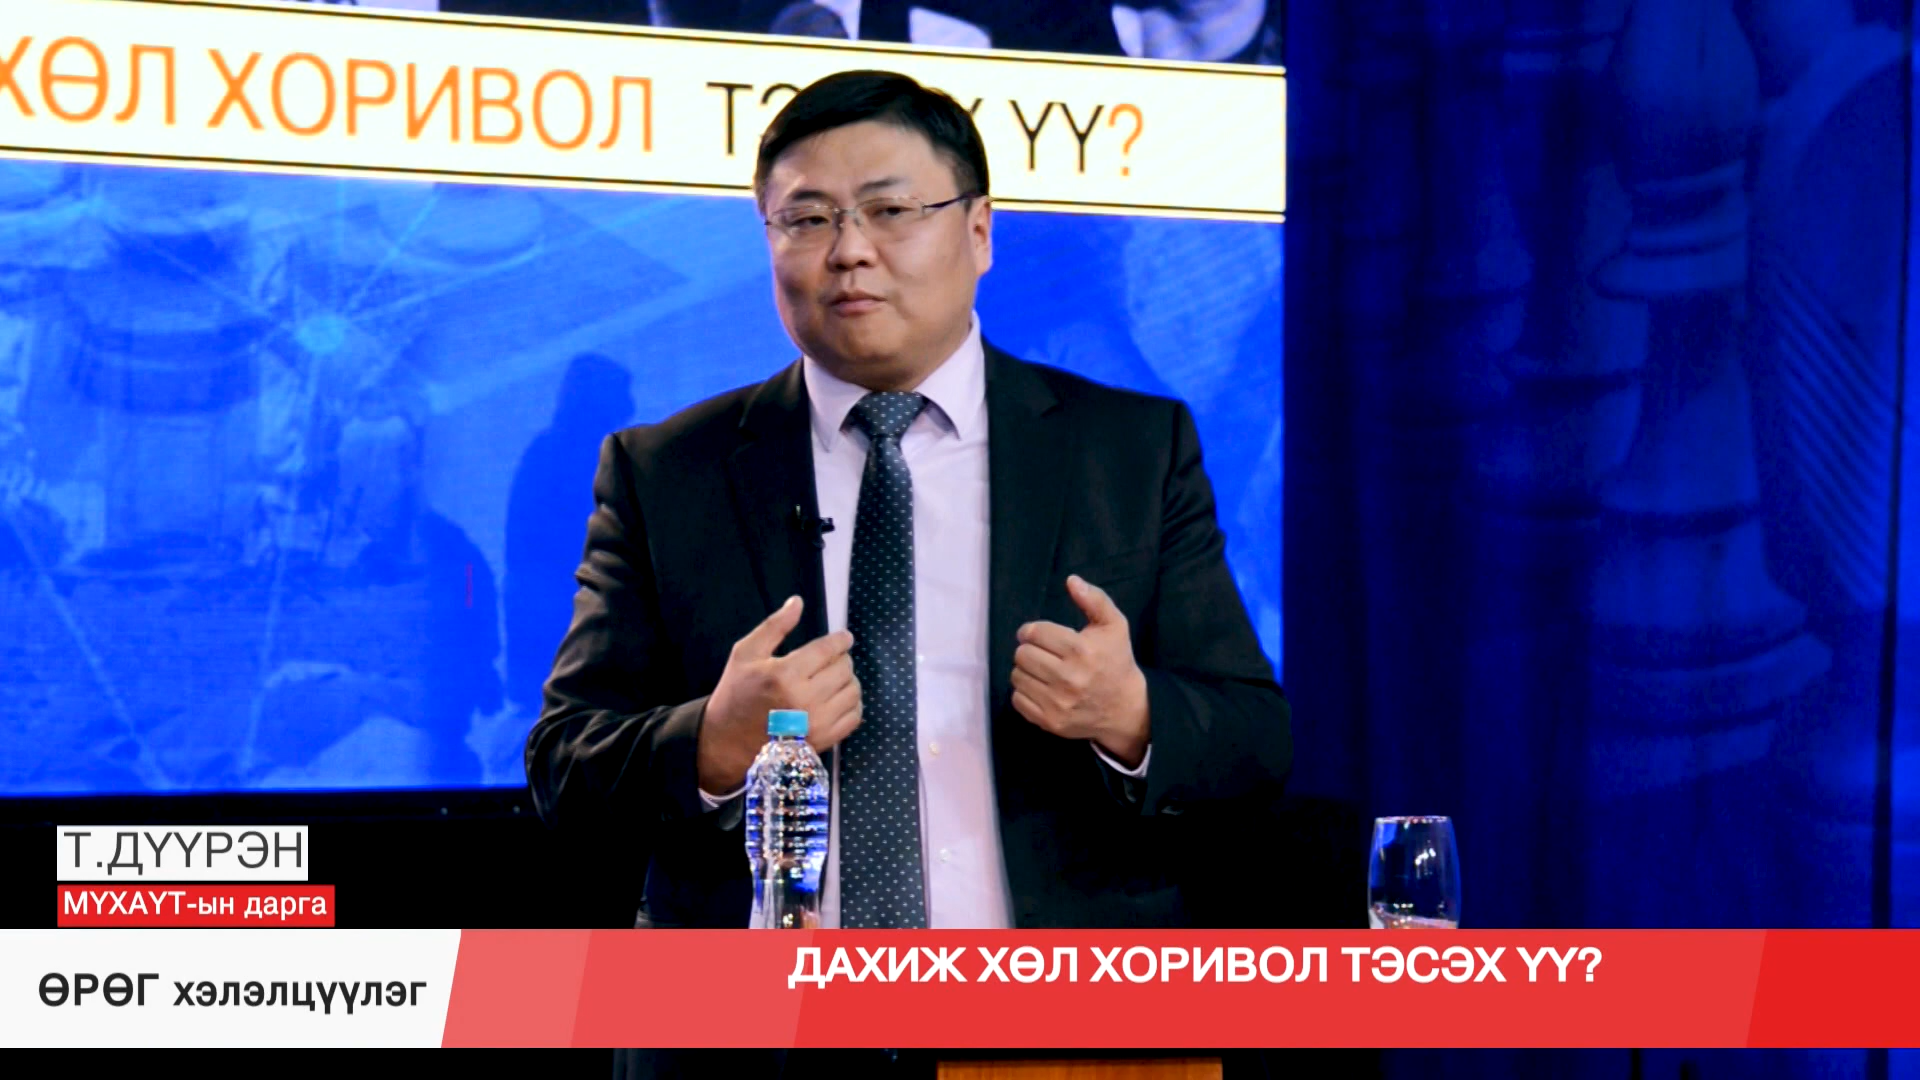 ХӨЛ ХОРИВОЛ ҮҮ?
Т.ДҮҮРЭН
МҮХАҮТ-ын дарга
ӨРӨГ хэлэлцүүлэг
ДАХИЖ ХӨЛ ХОРИВОЛ ТЭСЭХ ҮҮ?